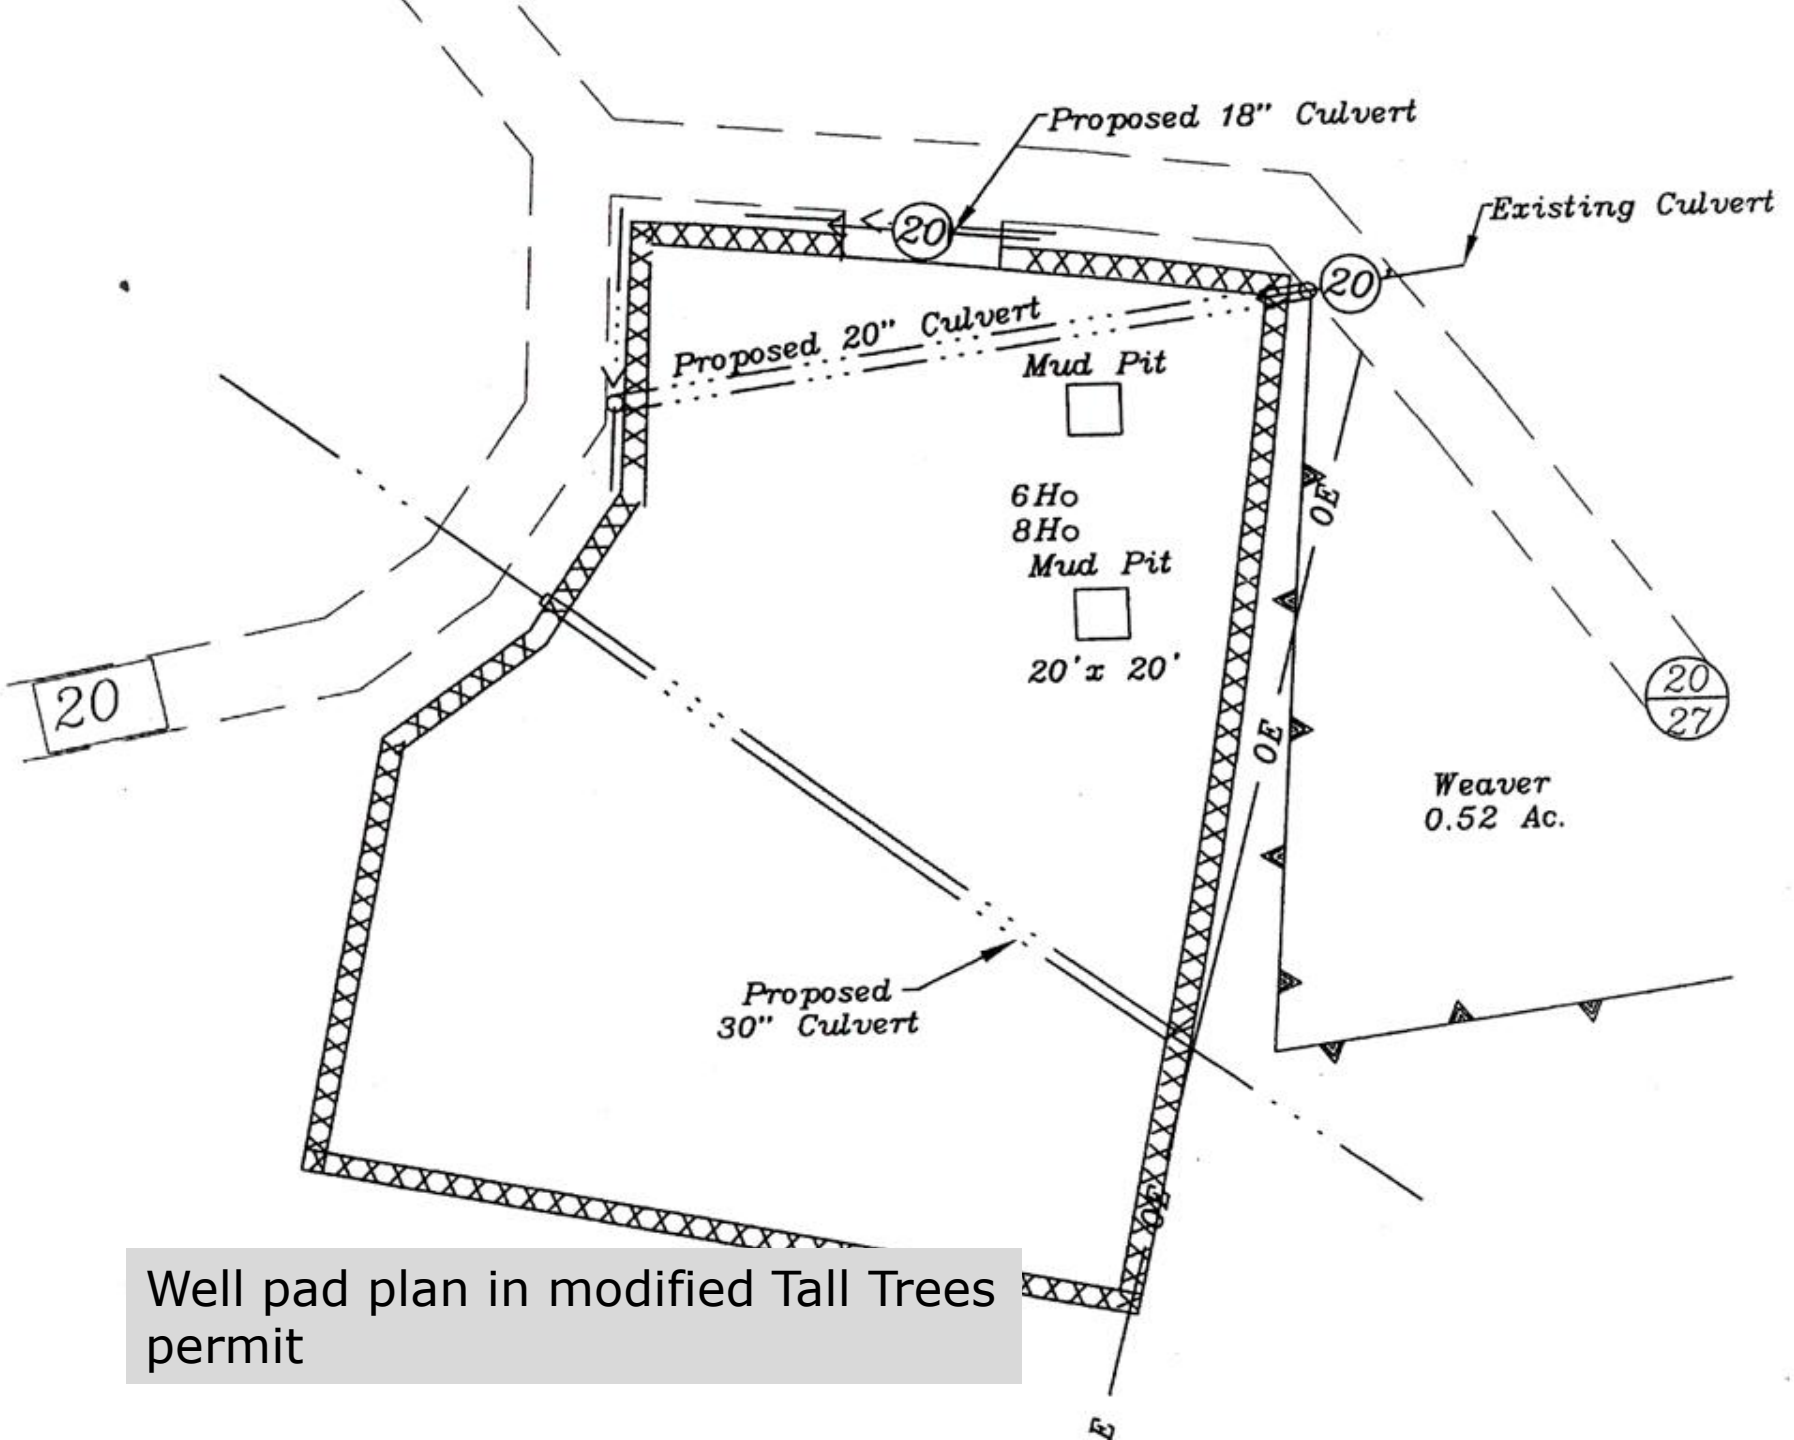 Proposed 18" Culvert
Existing Culvert
20
20
Proposed 20" Culvert
Mud Pit
6Ho
8Ho
Mud Pit
20'x 20'
OE
20
20
27
OE
Weaver
0.52 Ac.
Proposed
30" Culvert
OE
Well pad plan in modified Tall Trees
permit
E